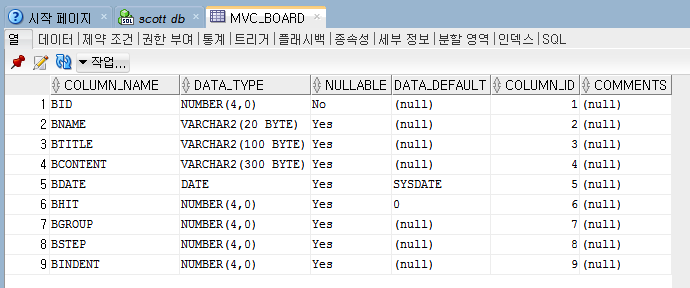 시작 페이지 scott db MVC_BOARD
열 데이터 제약 조건 권한 부여 통계 트리거 플래시백 종속성 세부 정보 분할 영역 인덱스 SQL
작업...
COLUMN_NAME DATA_TYPE NULLABLE DATA_DEFAULT COLUMN_ID COMMENTS
1 BID NUMBER(4,0) No (null) 1 (null)
2 BNAME VARCHAR2(20 BYTE) Yes (null) 2 (null)
3 BTITLE VARCHAR2(100 BYTE) Yes (null) 3 (null)
4 BCONTENT VARCHAR2(300 BYTE) Yes (null) 4 (null)
5 BDATE DATE Yes SYSDATE 5 (null)
6 BHIT NUMBER(4,0) Yes 0 6 (null)
7 BGROUP NUMBER(4,0) Yes (null) 7 (null)
8 BSTEP NUMBER(4,0) Yes (null) 8 (null)
9 BINDENT NUMBER(4,0) Yes (null) 9 (null)